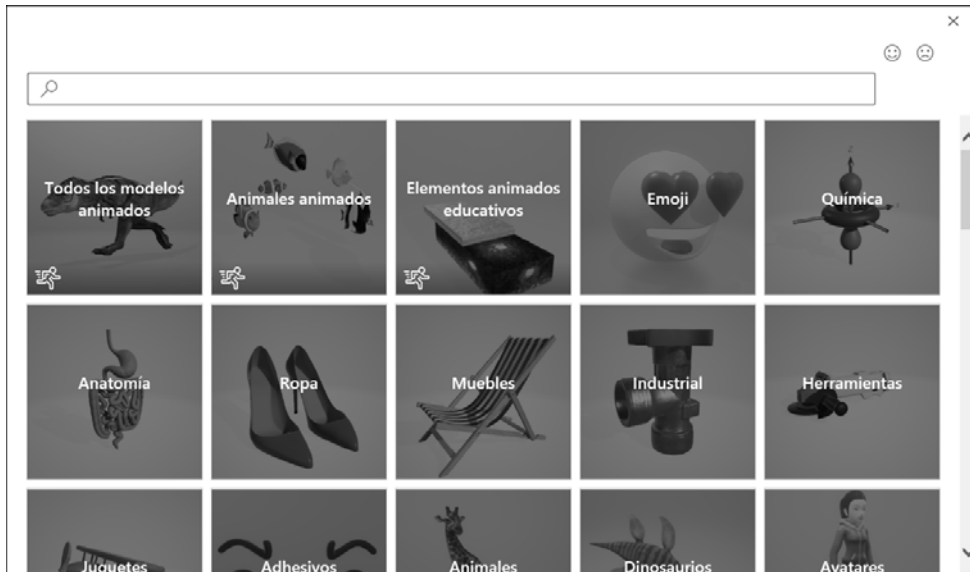 Todos los modelos
animados
Animales animados
Elementos animados
educativos
Emoji
Química
Anatomía
Ropa
Muebles
Industrial
Herramientas
Juguetes
Adhesivos
Animales
Dinosaurios
Avatares